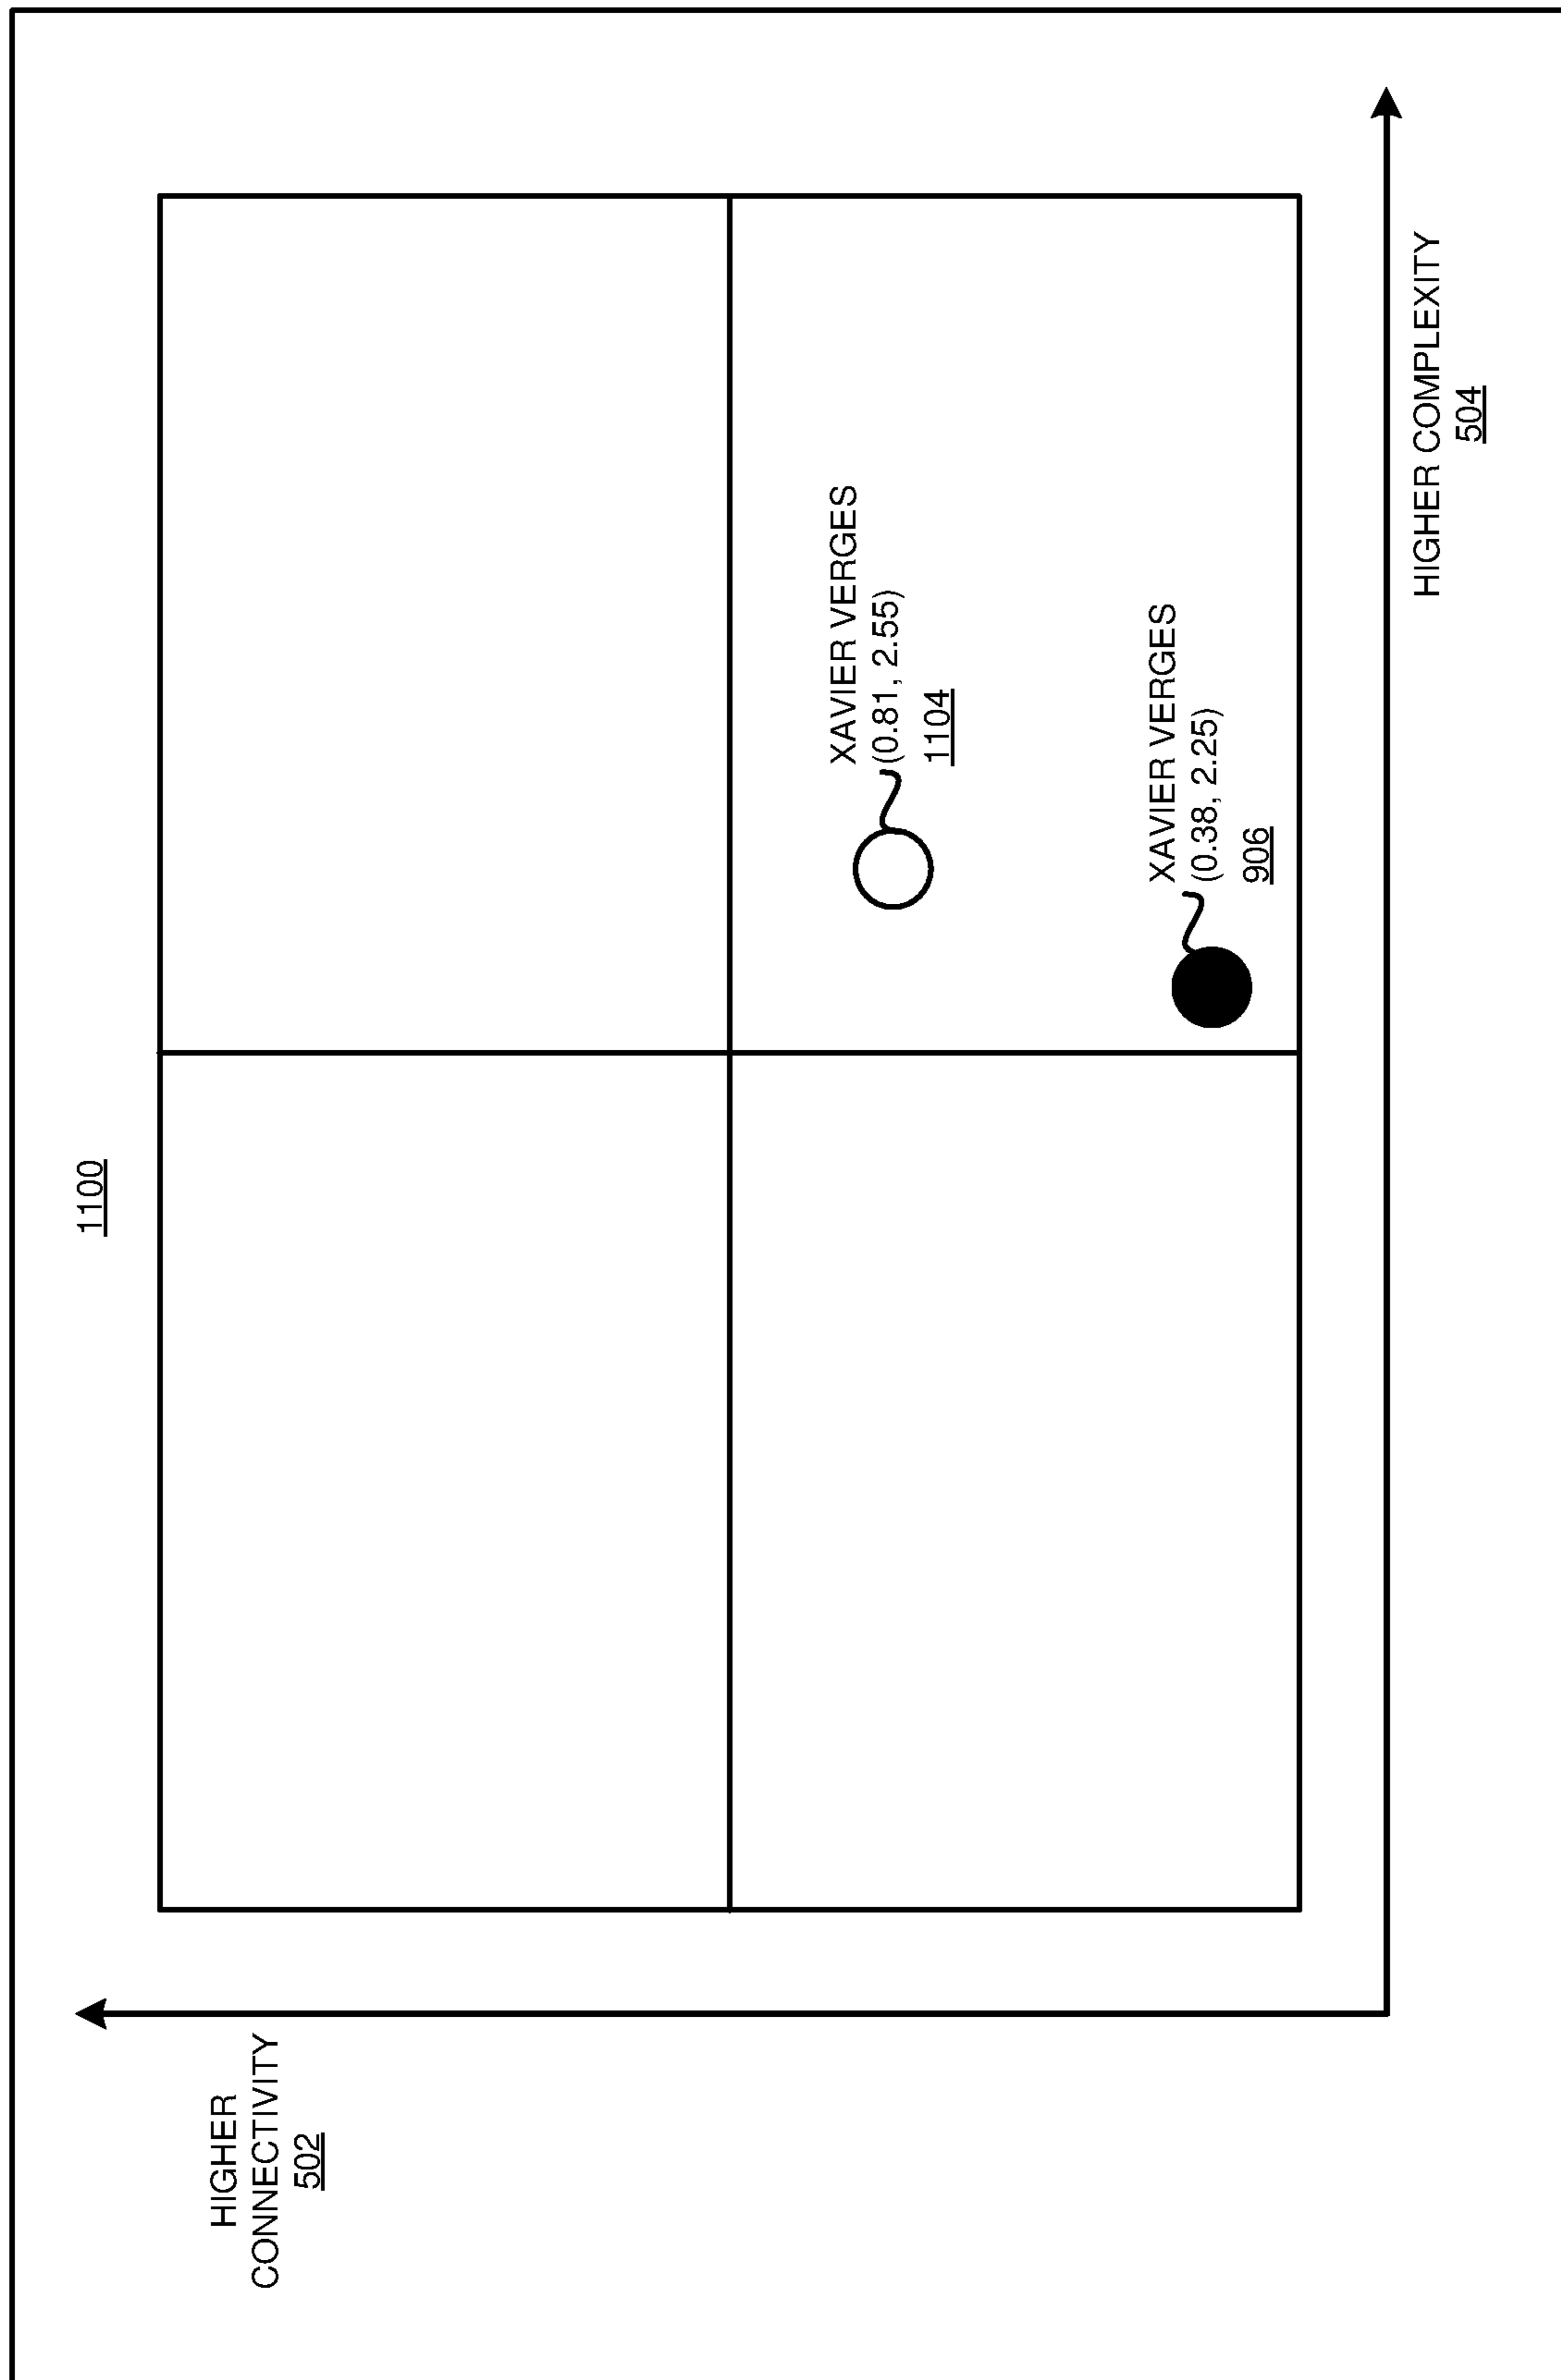 1100
HIGHER
CONNECTIVITY
502
XAVIER VERGES
(0.81, 2.55)
1104
XAVIER VERGES
(0.38, 2.25)
906
HIGHER COMPLEXITY
504